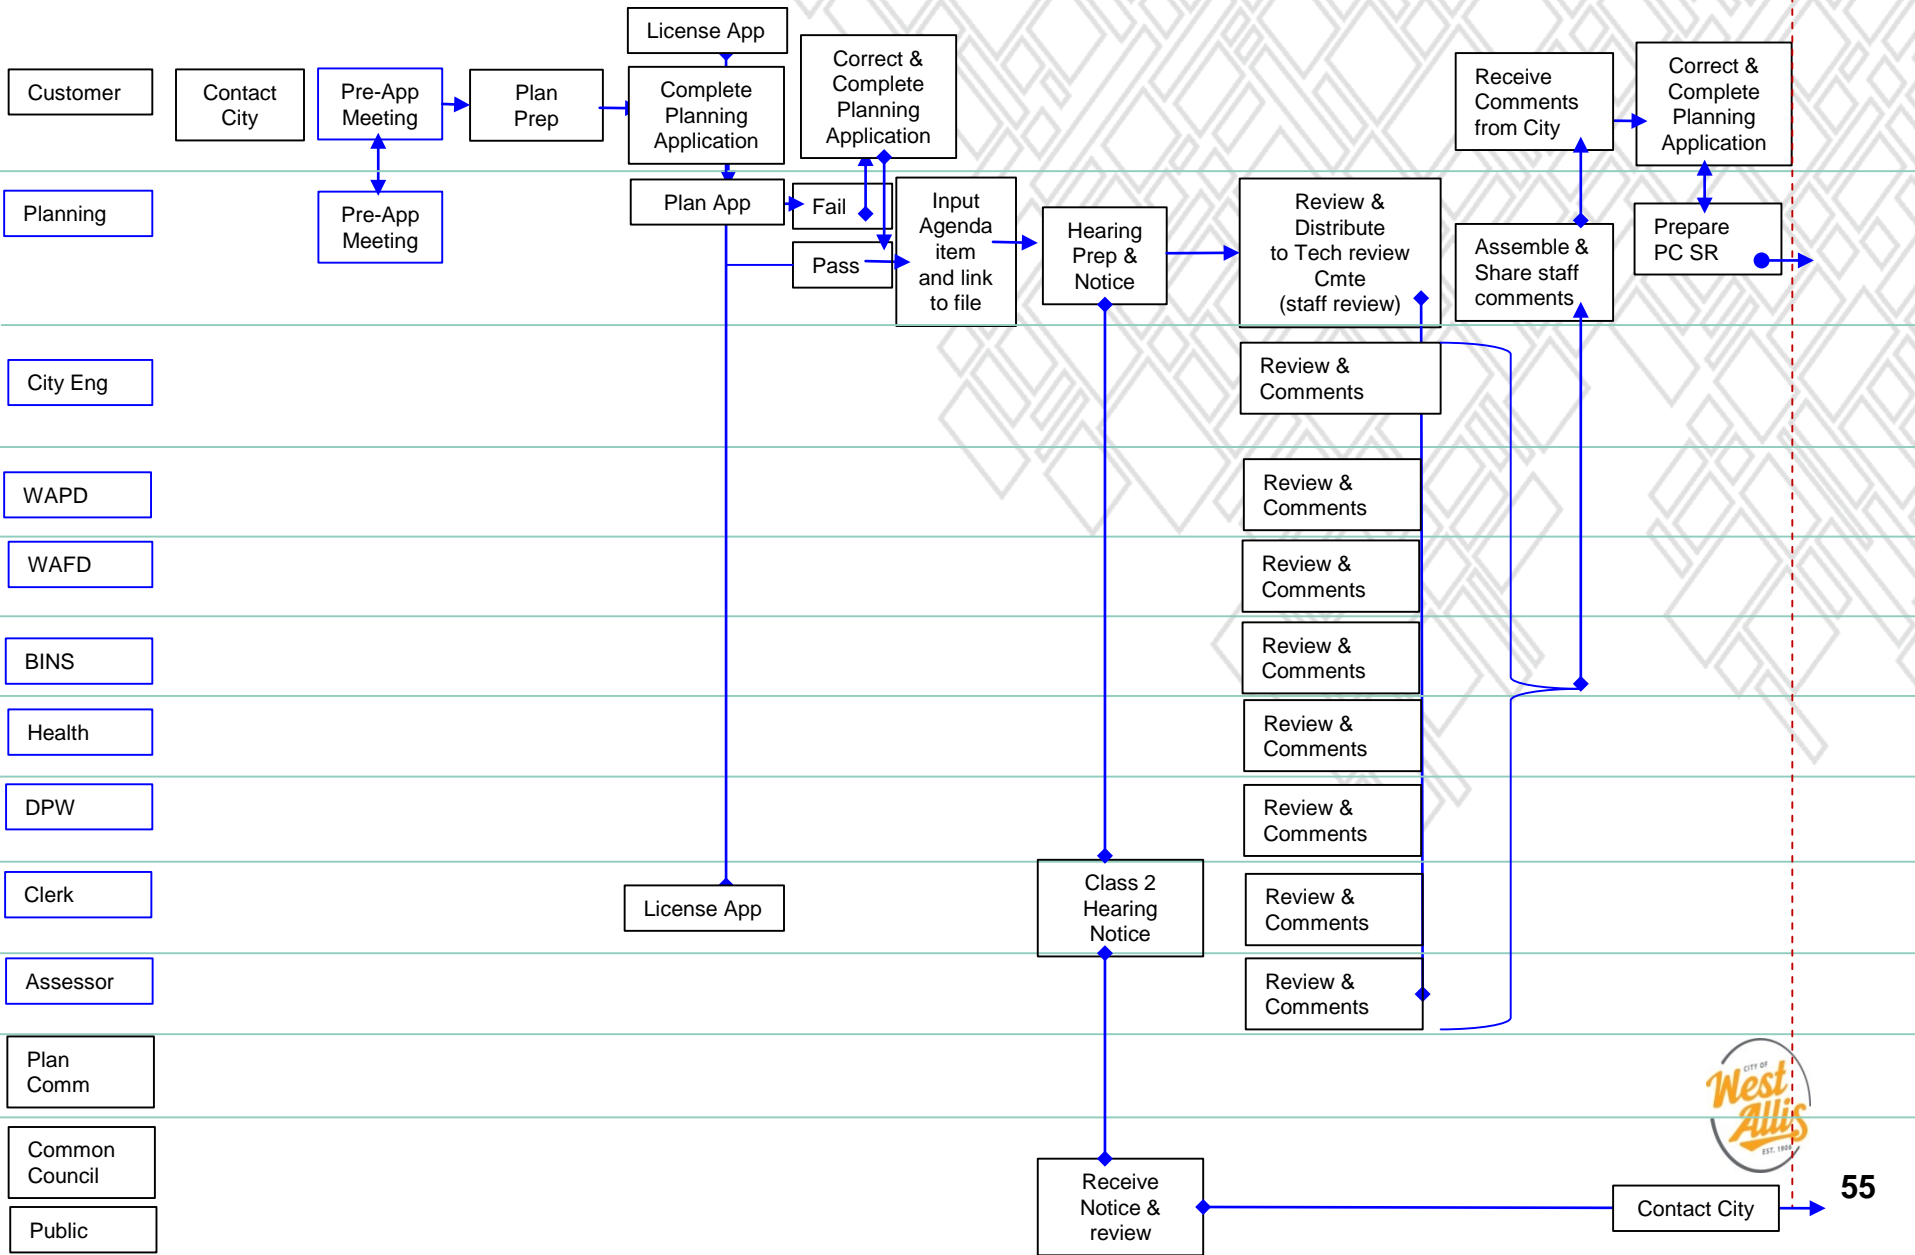 License App
Customer
Contact
City
Pre-App
Meeting
Plan
Prep
Complete
Planning
Application
Correct &
Complete
Planning
Application
Receive
Comments
from City
Correct &
Complete
Planning
Application
Planning
Pre-App
Meeting
Plan App
Fail
Pass
Input
Agenda
item
and link
to file
Hearing
Prep &
Notice
Review &
Distribute
to Tech review
Cmte
(staff review)
Assemble &
Share staff
comments
Prepare
PC SR
City Eng
Review &
Comments
WAPD
Review &
Comments
WAFD
Review &
Comments
BINS
Review &
Comments
Health
Review &
Comments
DPW
Review &
Comments
Clerk
License App
Class 2
Hearing
Notice
Review &
Comments
Assessor
Review &
Comments
Plan
Comm
CITY OF
West
Allis
EST. 1906
Common
Council
Public
Receive
Notice &
review
Contact City
55